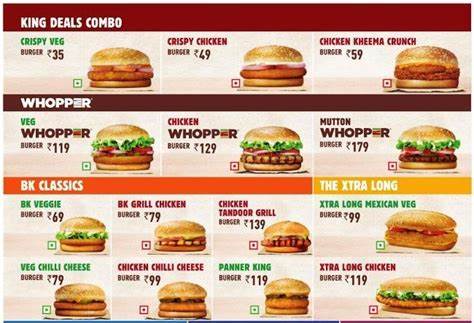 KING DEALS COMBO
CRISPY VEG
BURGER ₹35
CRISPY CHICKEN
BURGER ₹49
CHICKEN KHEEMA CRUNCH
BURGER ₹59
WHOPPER
VEG
WHOPPER
BURGER ₹119
CHICKEN
WHOPPER
BURGER ₹129
MUTTON
WHOPPER
BURGER ₹179
BK CLASSICS
THE XTRA LONG
BK VEGGIE
BURGER ₹69
BK GRILL CHICKEN
BURGER ₹79
CHICKEN
TANDOOR GRILL
BURGER ₹139
XTRA LONG MEXICAN VEG
BURGER ₹99
VEG CHILLI CHEESE
BURGER ₹79
CHICKEN CHILLI CHEESE
BURGER ₹99
PANNER KING
BURGER ₹119
XTRA LONG CHICKEN
BURGER ₹119